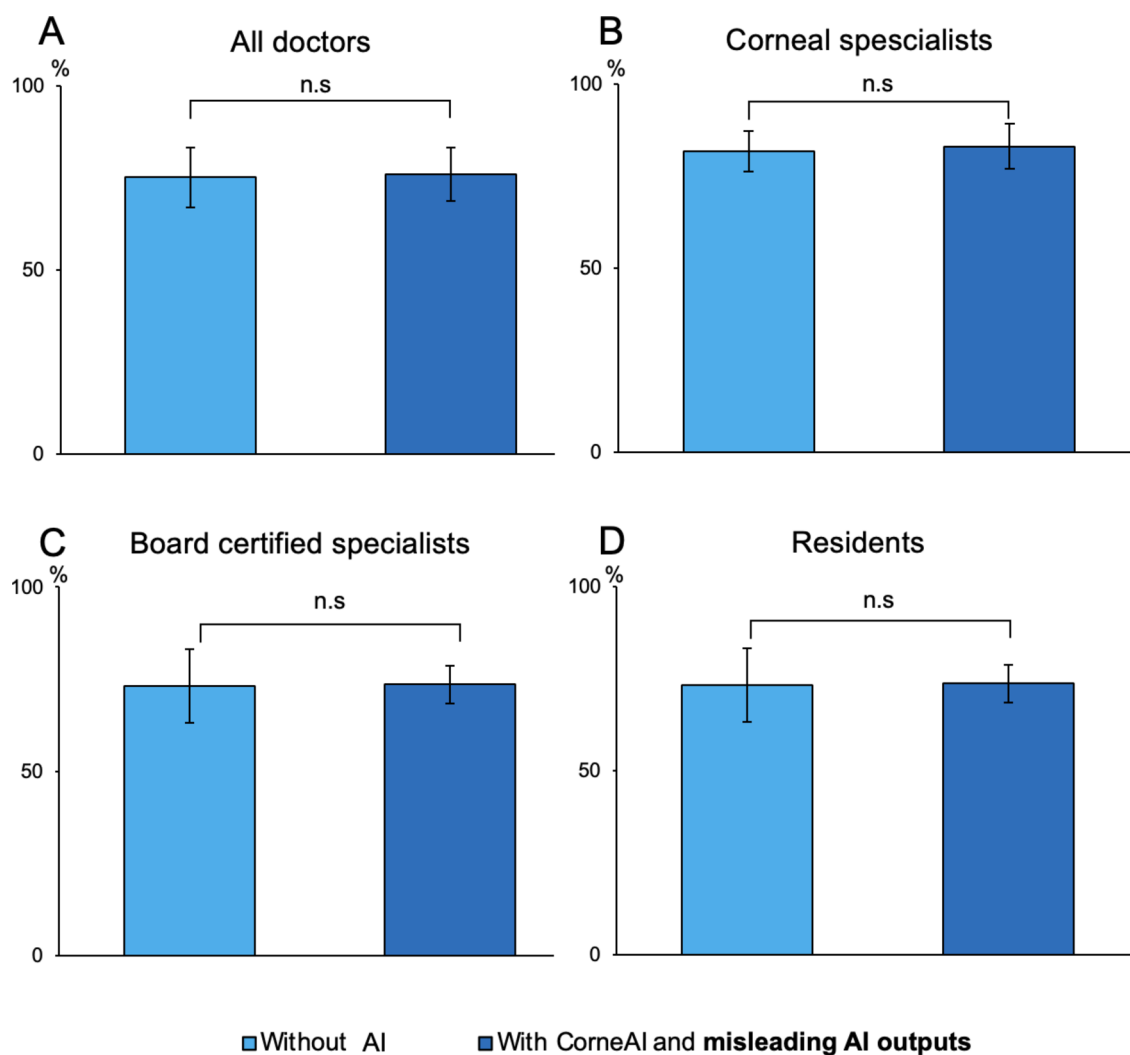 A
All doctors
%
100
n.s
50
0
B
Corneal spescialists
%
100
n.s
50
0
C
Board certified specialists
%
100
n.s
50
0
D
Residents
%
100
n.s
50
0
Without AI
With CorneAI and misleading AI outputs